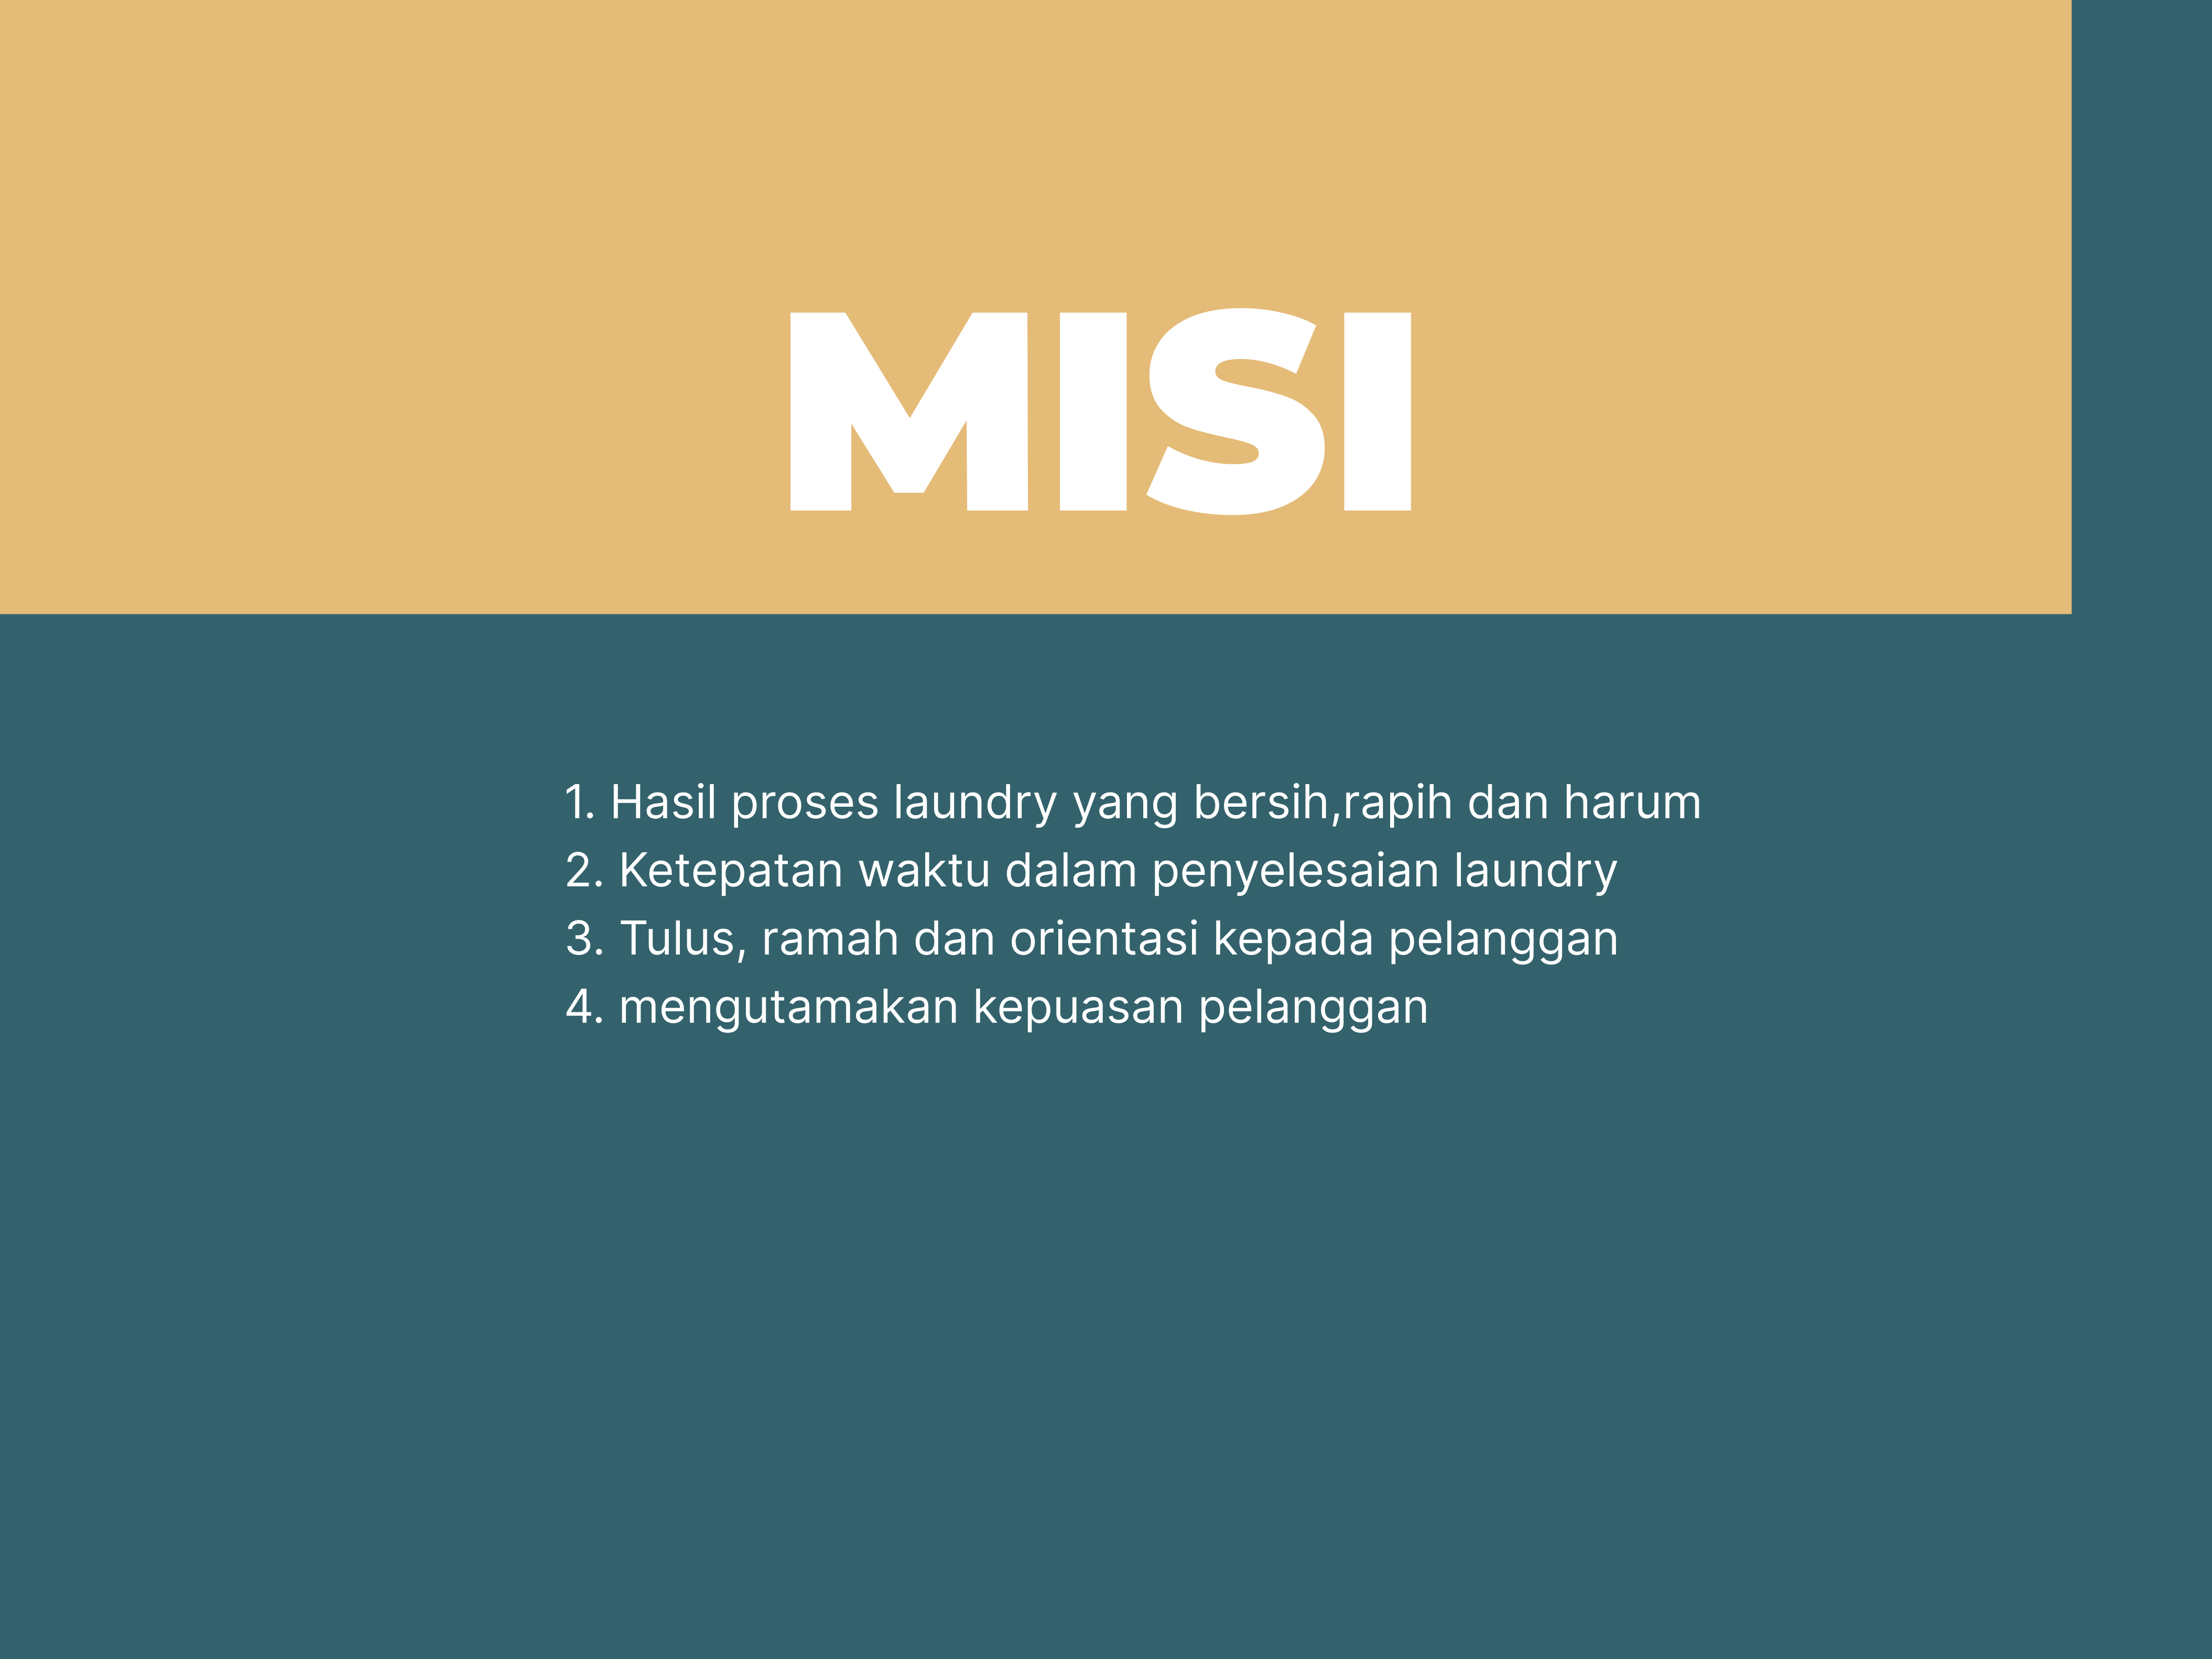 MISI
1. Hasil proses laundry yang bersih,rapih dan harum
2. Ketepatan waktu dalam penyelesaian laundry
3. Tulus, ramah dan orientasi kepada pelanggan
4. mengutamakan kepuasan pelanggan